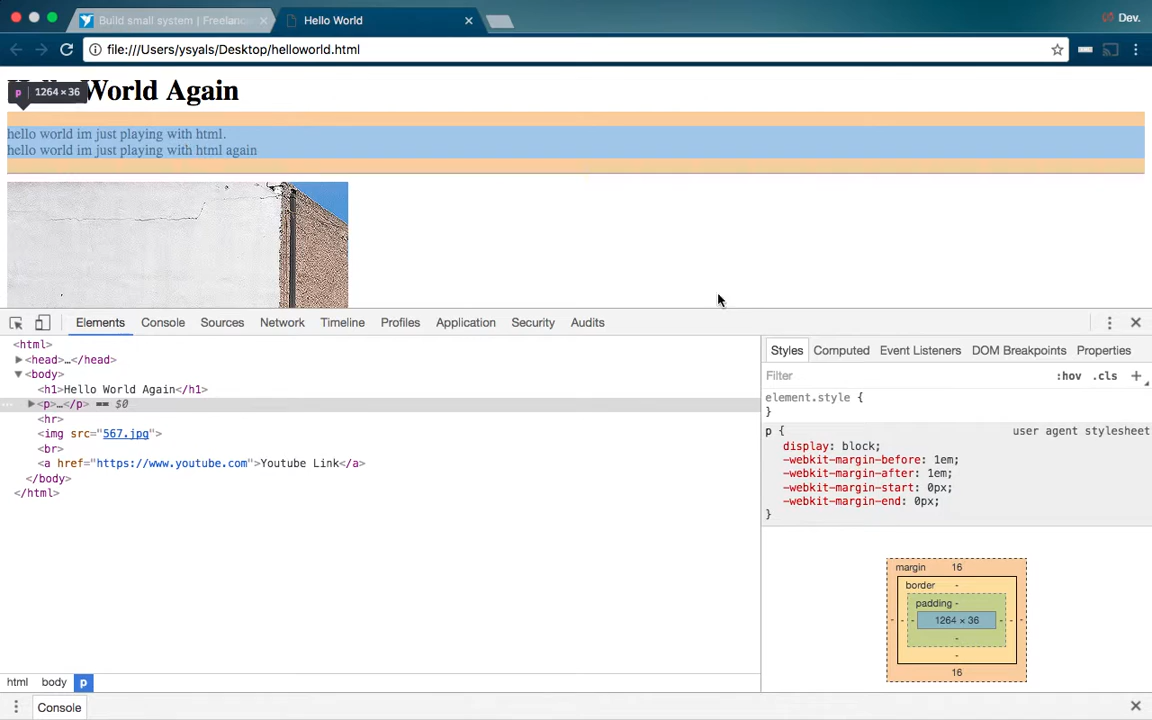 Build small system | Freelance
Hello World
Dev.
file:///Users/ysyals/Desktop/helloworld.html
World Again
p 1264 × 36
hello world im just playing with html.
hello world im just playing with html again
Elements Console Sources Network Timeline Profiles Application Security Audits
<html>
<head>…</head>
<body>
<h1>Hello World Again</h1>
<p>…</p> == $0
<hr>
<img src="567.jpg">
<br>
<a href="https://www.youtube.com">Youtube Link</a>
</body>
</html>
html body p
Console
Styles Computed Event Listeners DOM Breakpoints Properties
Filter :hov .cls +
element.style {
}
p { user agent stylesheet
display: block;
-webkit-margin-before: 1em;
-webkit-margin-after: 1em;
-webkit-margin-start: 0px;
-webkit-margin-end: 0px;
}
margin 16
border -
padding -
- - - 1264 × 36 - - -
-
-
16